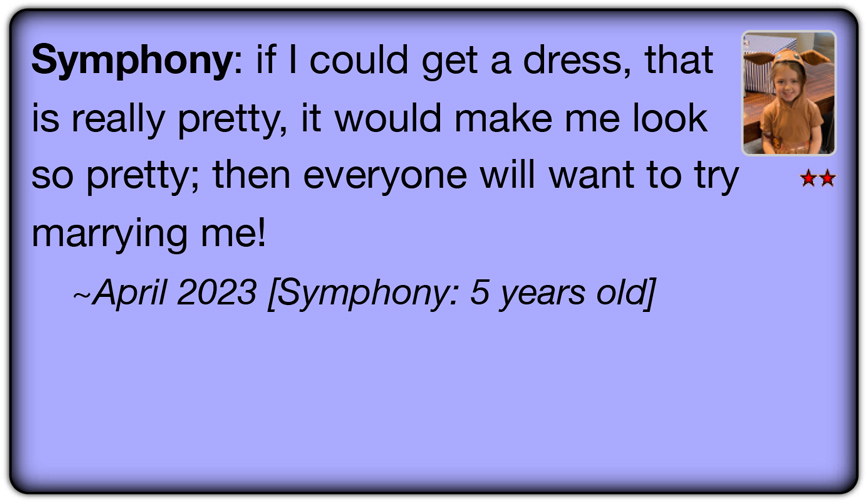 Symphony: if I could get a dress, that
is really pretty, it would make me look
so pretty; then everyone will want to try
marrying me!
~April 2023 [Symphony: 5 years old]